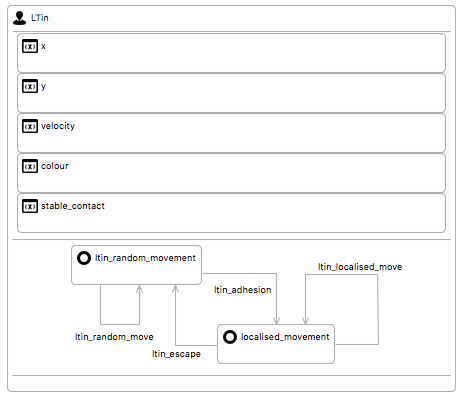 LTin
x
y
velocity
colour
stable_contact
ltin_random_movement
ltin_localised_move
ltin_adhesion
ltin_random_move
localised_movement
ltin_escape